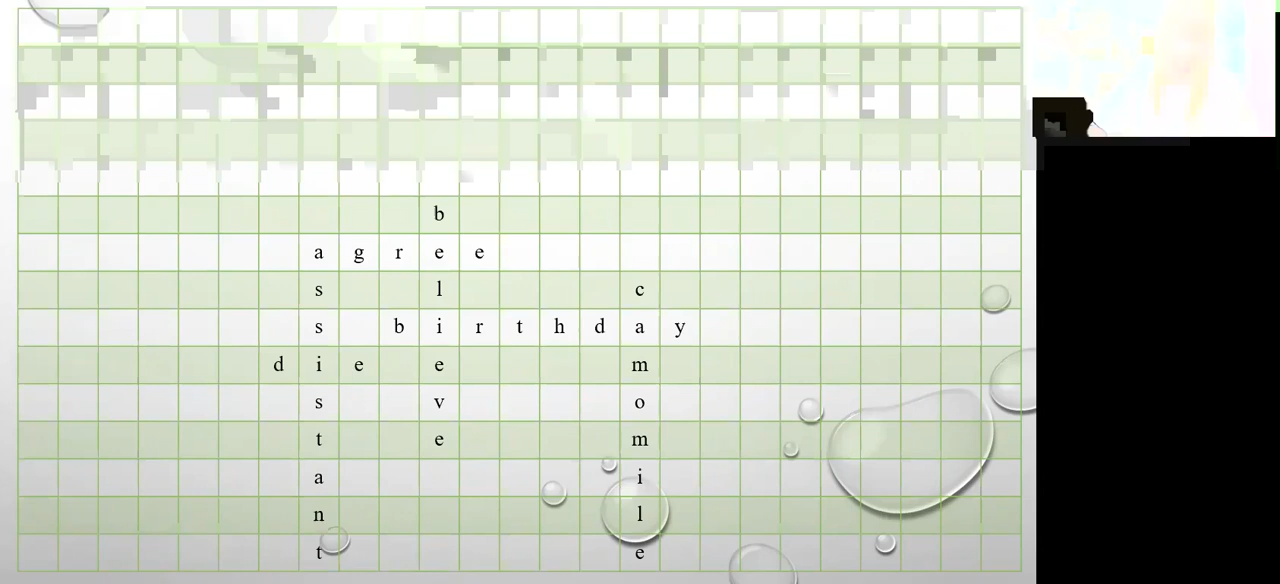 b
a g r e e
s l c
s b i r t h d a y
d i e e m
s v o
t e m
a i
n l
t e